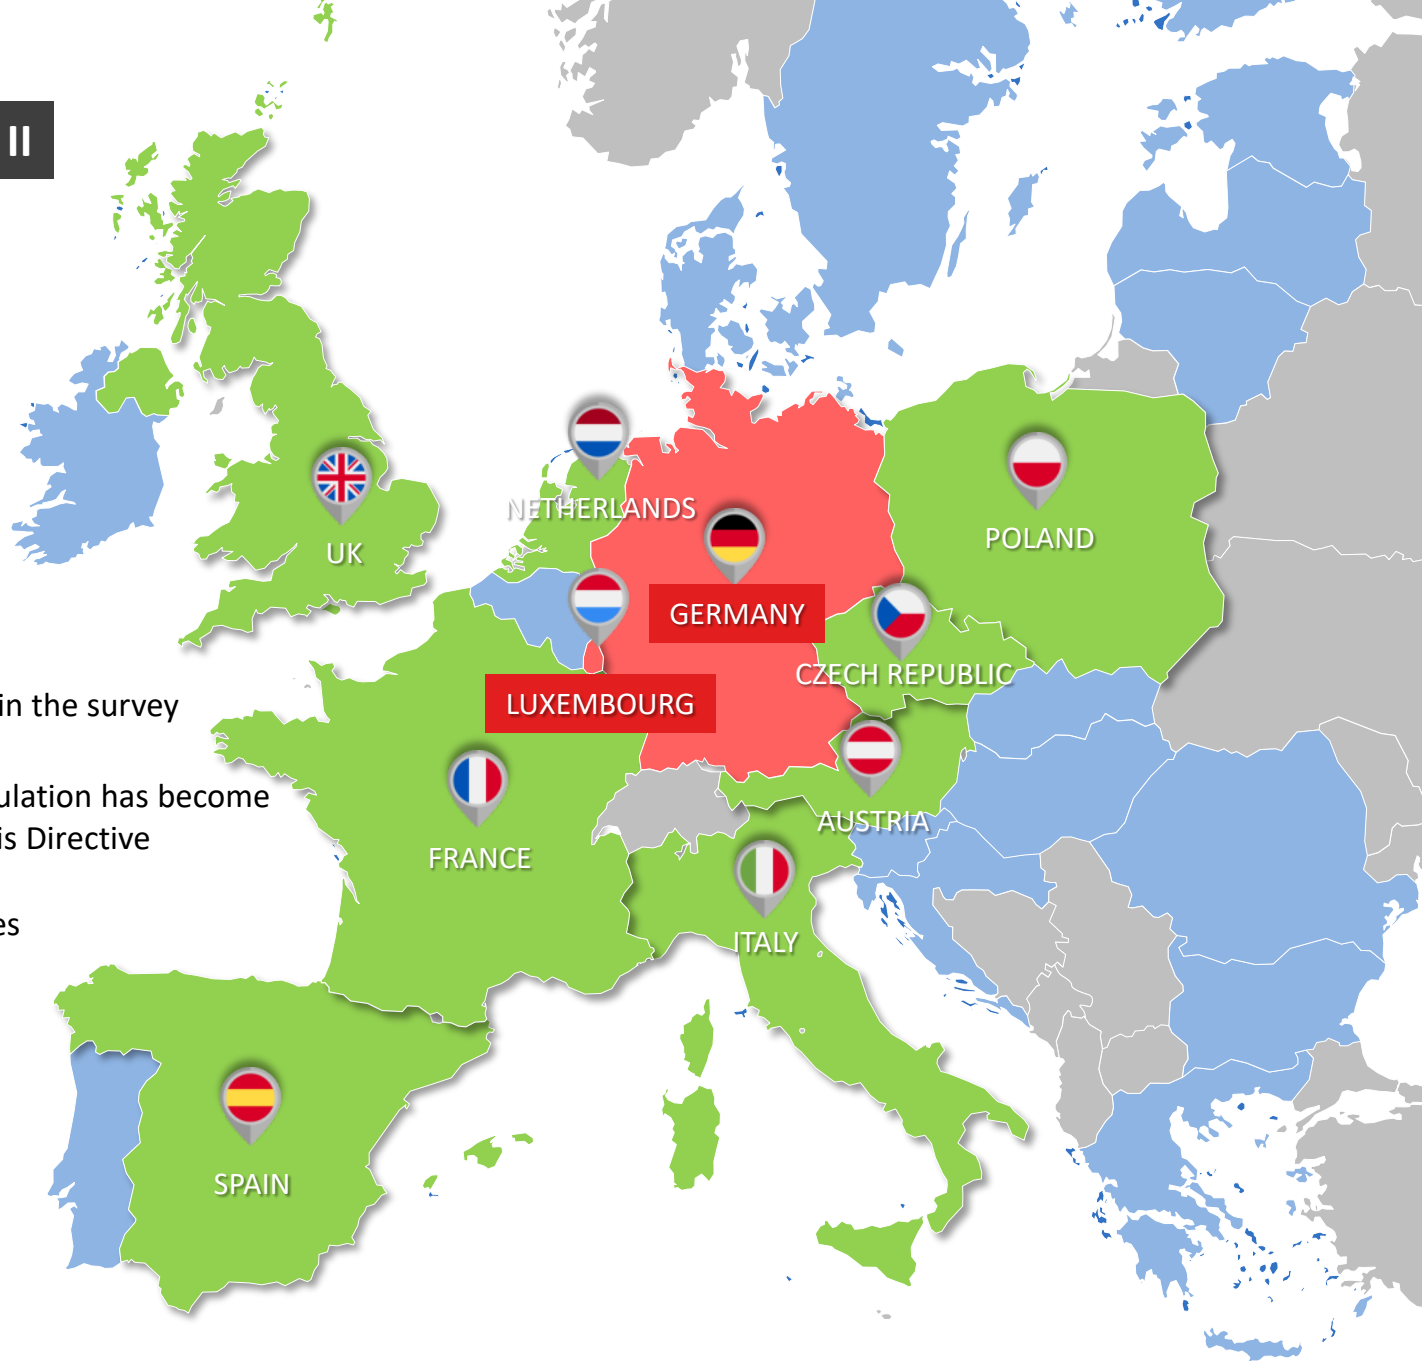 II
NETHERLANDS
UK
POLAND
GERMANY
CZECH REPUBLIC
LUXEMBOURG
in the survey
ulation has become
is Directive
AUSTRIA
FRANCE
es
ITALY
SPAIN